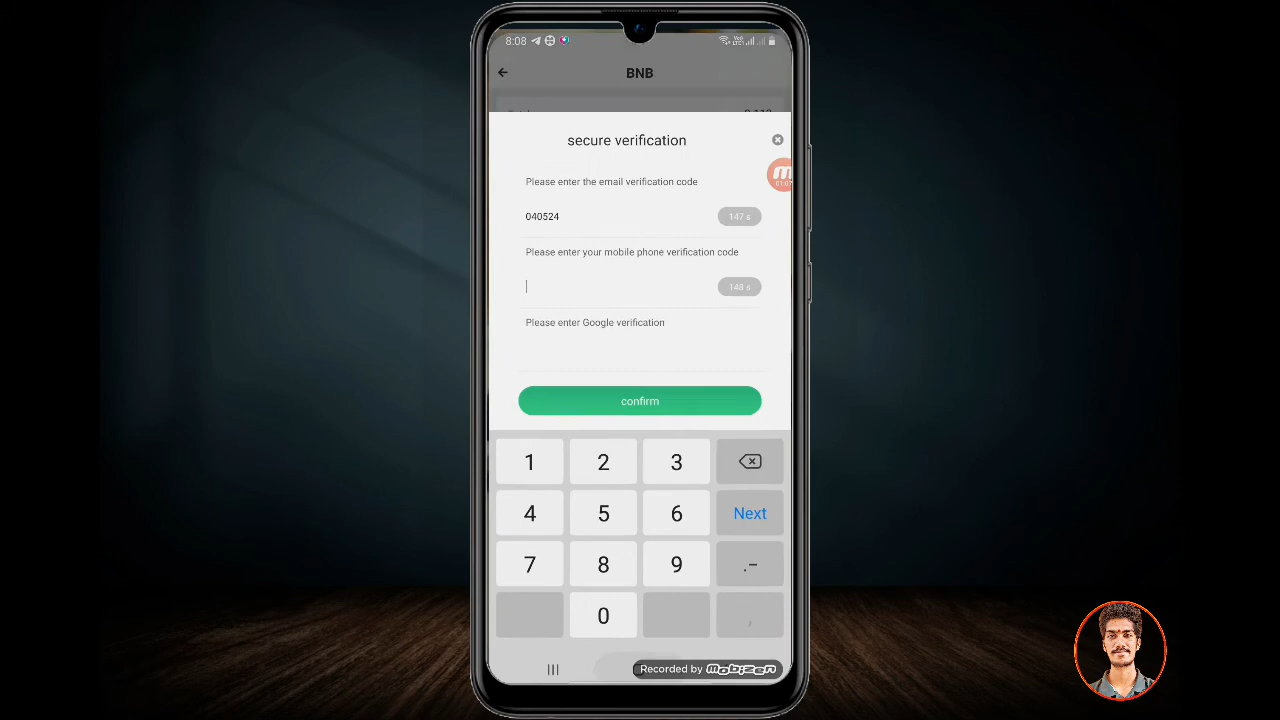 8:08
BNB
secure verification
Please enter the email verification code
040524
147 s
Please enter your mobile phone verification code
148 s
Please enter Google verification
confirm
1 2 3
4 5 6 Next
7 8 9 .-
0 ,
Recorded by mobizen